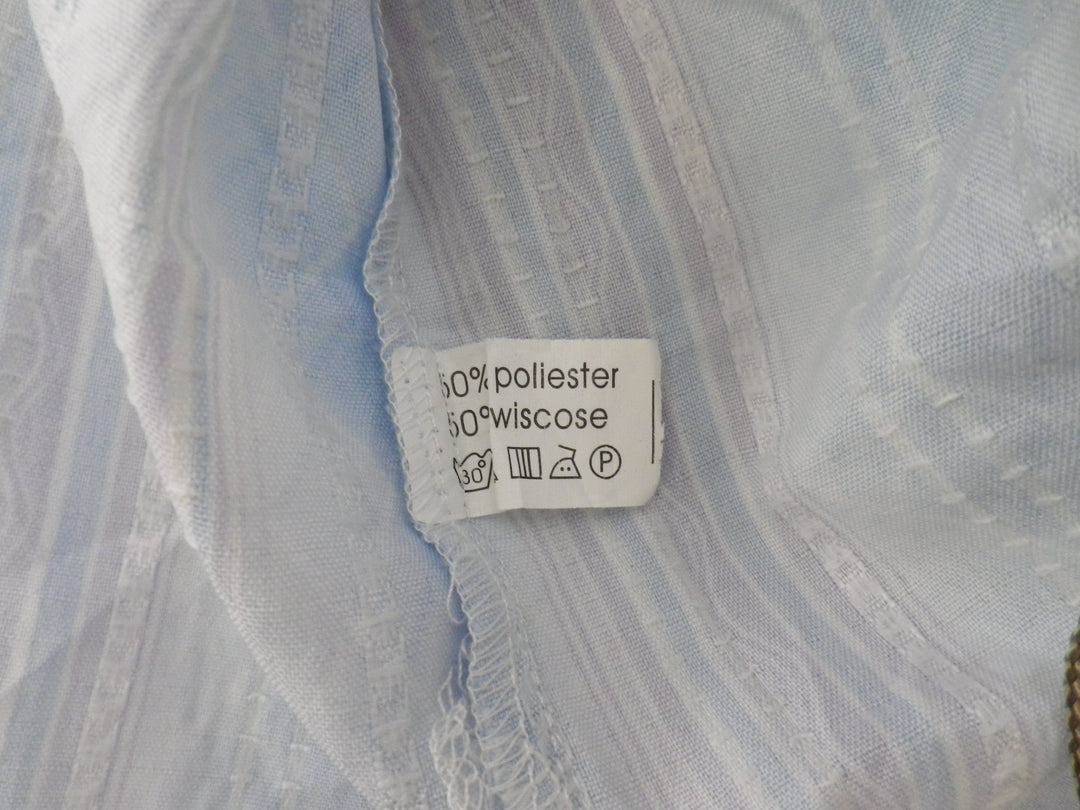 50% poliester
50% wiscose
30° P